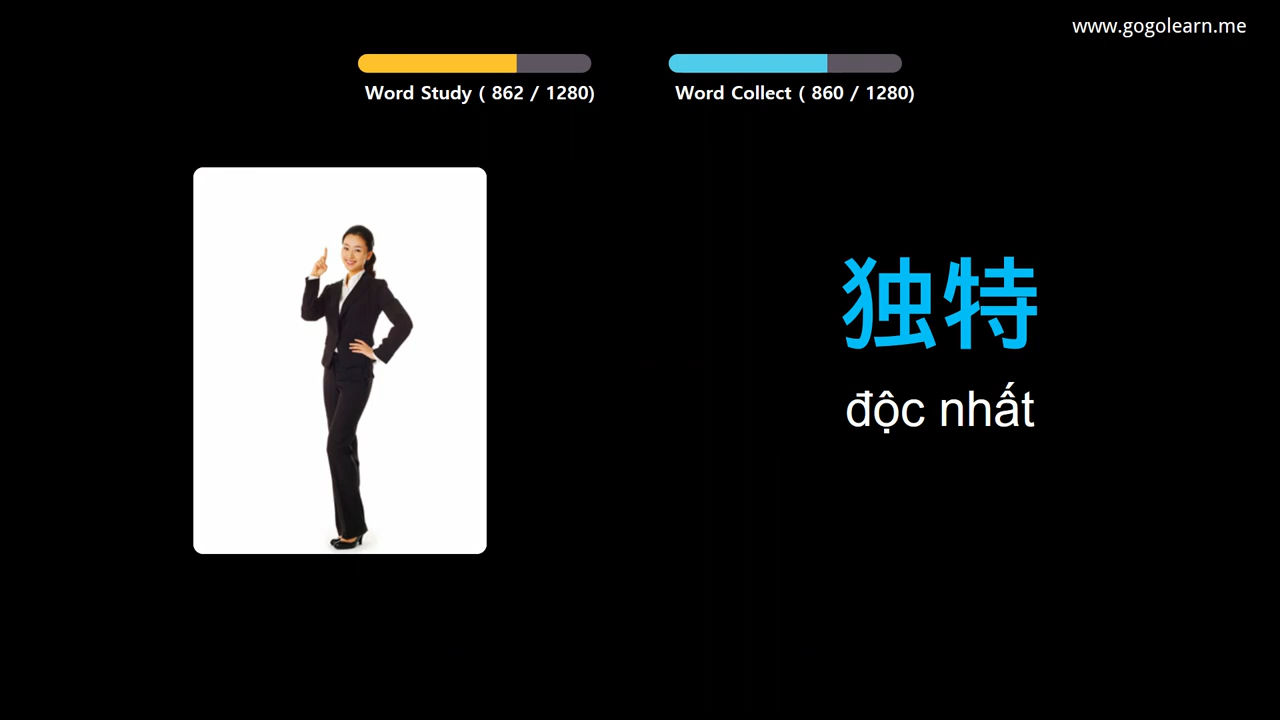 www.gogolearn.me
Word Study ( 862 / 1280)
Word Collect ( 860 / 1280)
独特
độc nhất